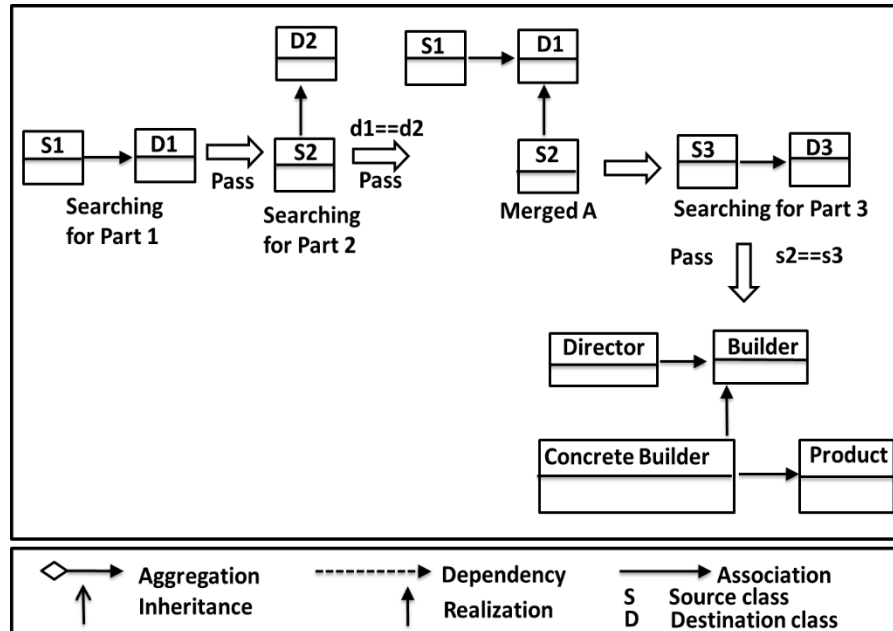 D2
S1
D1
S1
D1
Pass
S2
d1==d2
Pass
S2
S3
D3
Searching
for Part 1
Searching
for Part 2
Merged A
Searching for Part 3
Pass
s2==s3
Director
Builder
Concrete Builder
Product
Aggregation
Dependency
Association
Inheritance
Realization
S Source class
D Destination class